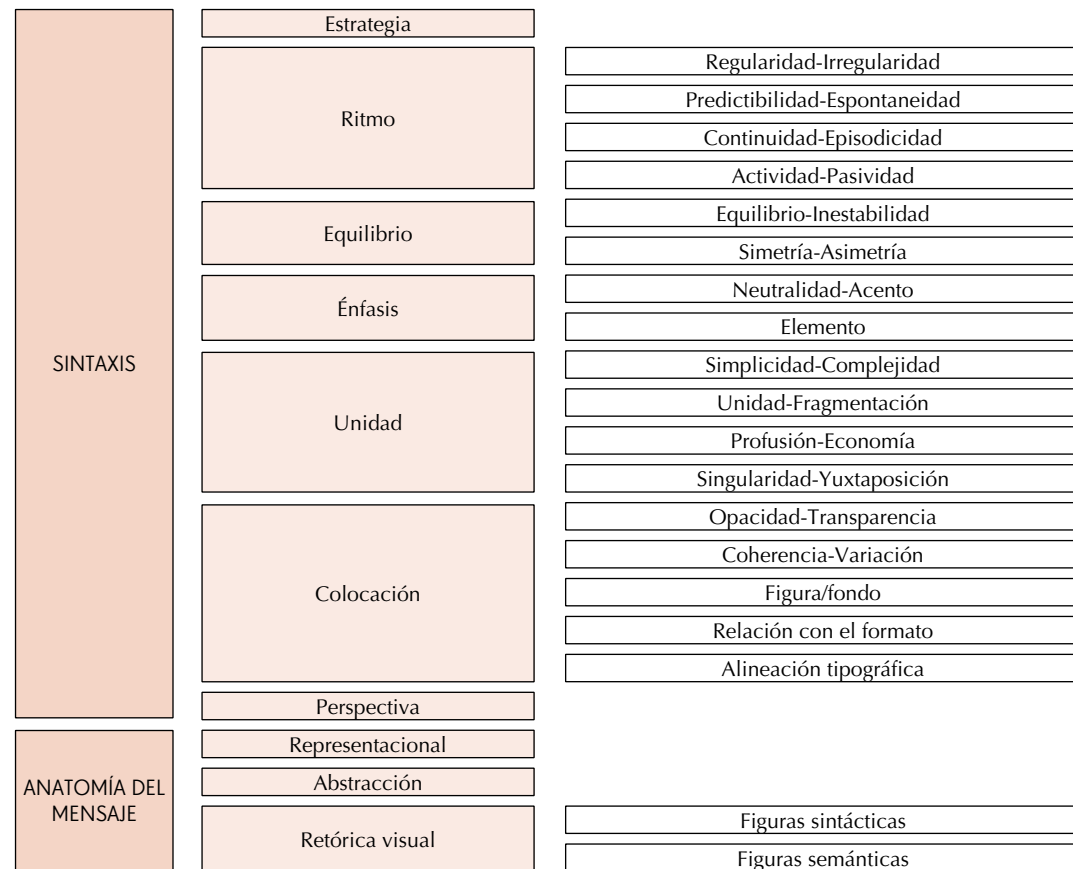 SINTAXIS
Estrategia
Ritmo
Regularidad-Irregularidad
Predictibilidad-Espontaneidad
Continuidad-Episodicidad
Actividad-Pasividad
Equilibrio
Equilibrio-Inestabilidad
Simetría-Asimetría
Énfasis
Neutralidad-Acento
Elemento
Unidad
Simplicidad-Complejidad
Unidad-Fragmentación
Profusión-Economía
Singularidad-Yuxtaposición
Colocación
Opacidad-Transparencia
Coherencia-Variación
Figura/fondo
Relación con el formato
Alineación tipográfica
Perspectiva
ANATOMÍA DEL
MENSAJE
Representacional
Abstracción
Retórica visual
Figuras sintácticas
Figuras semánticas